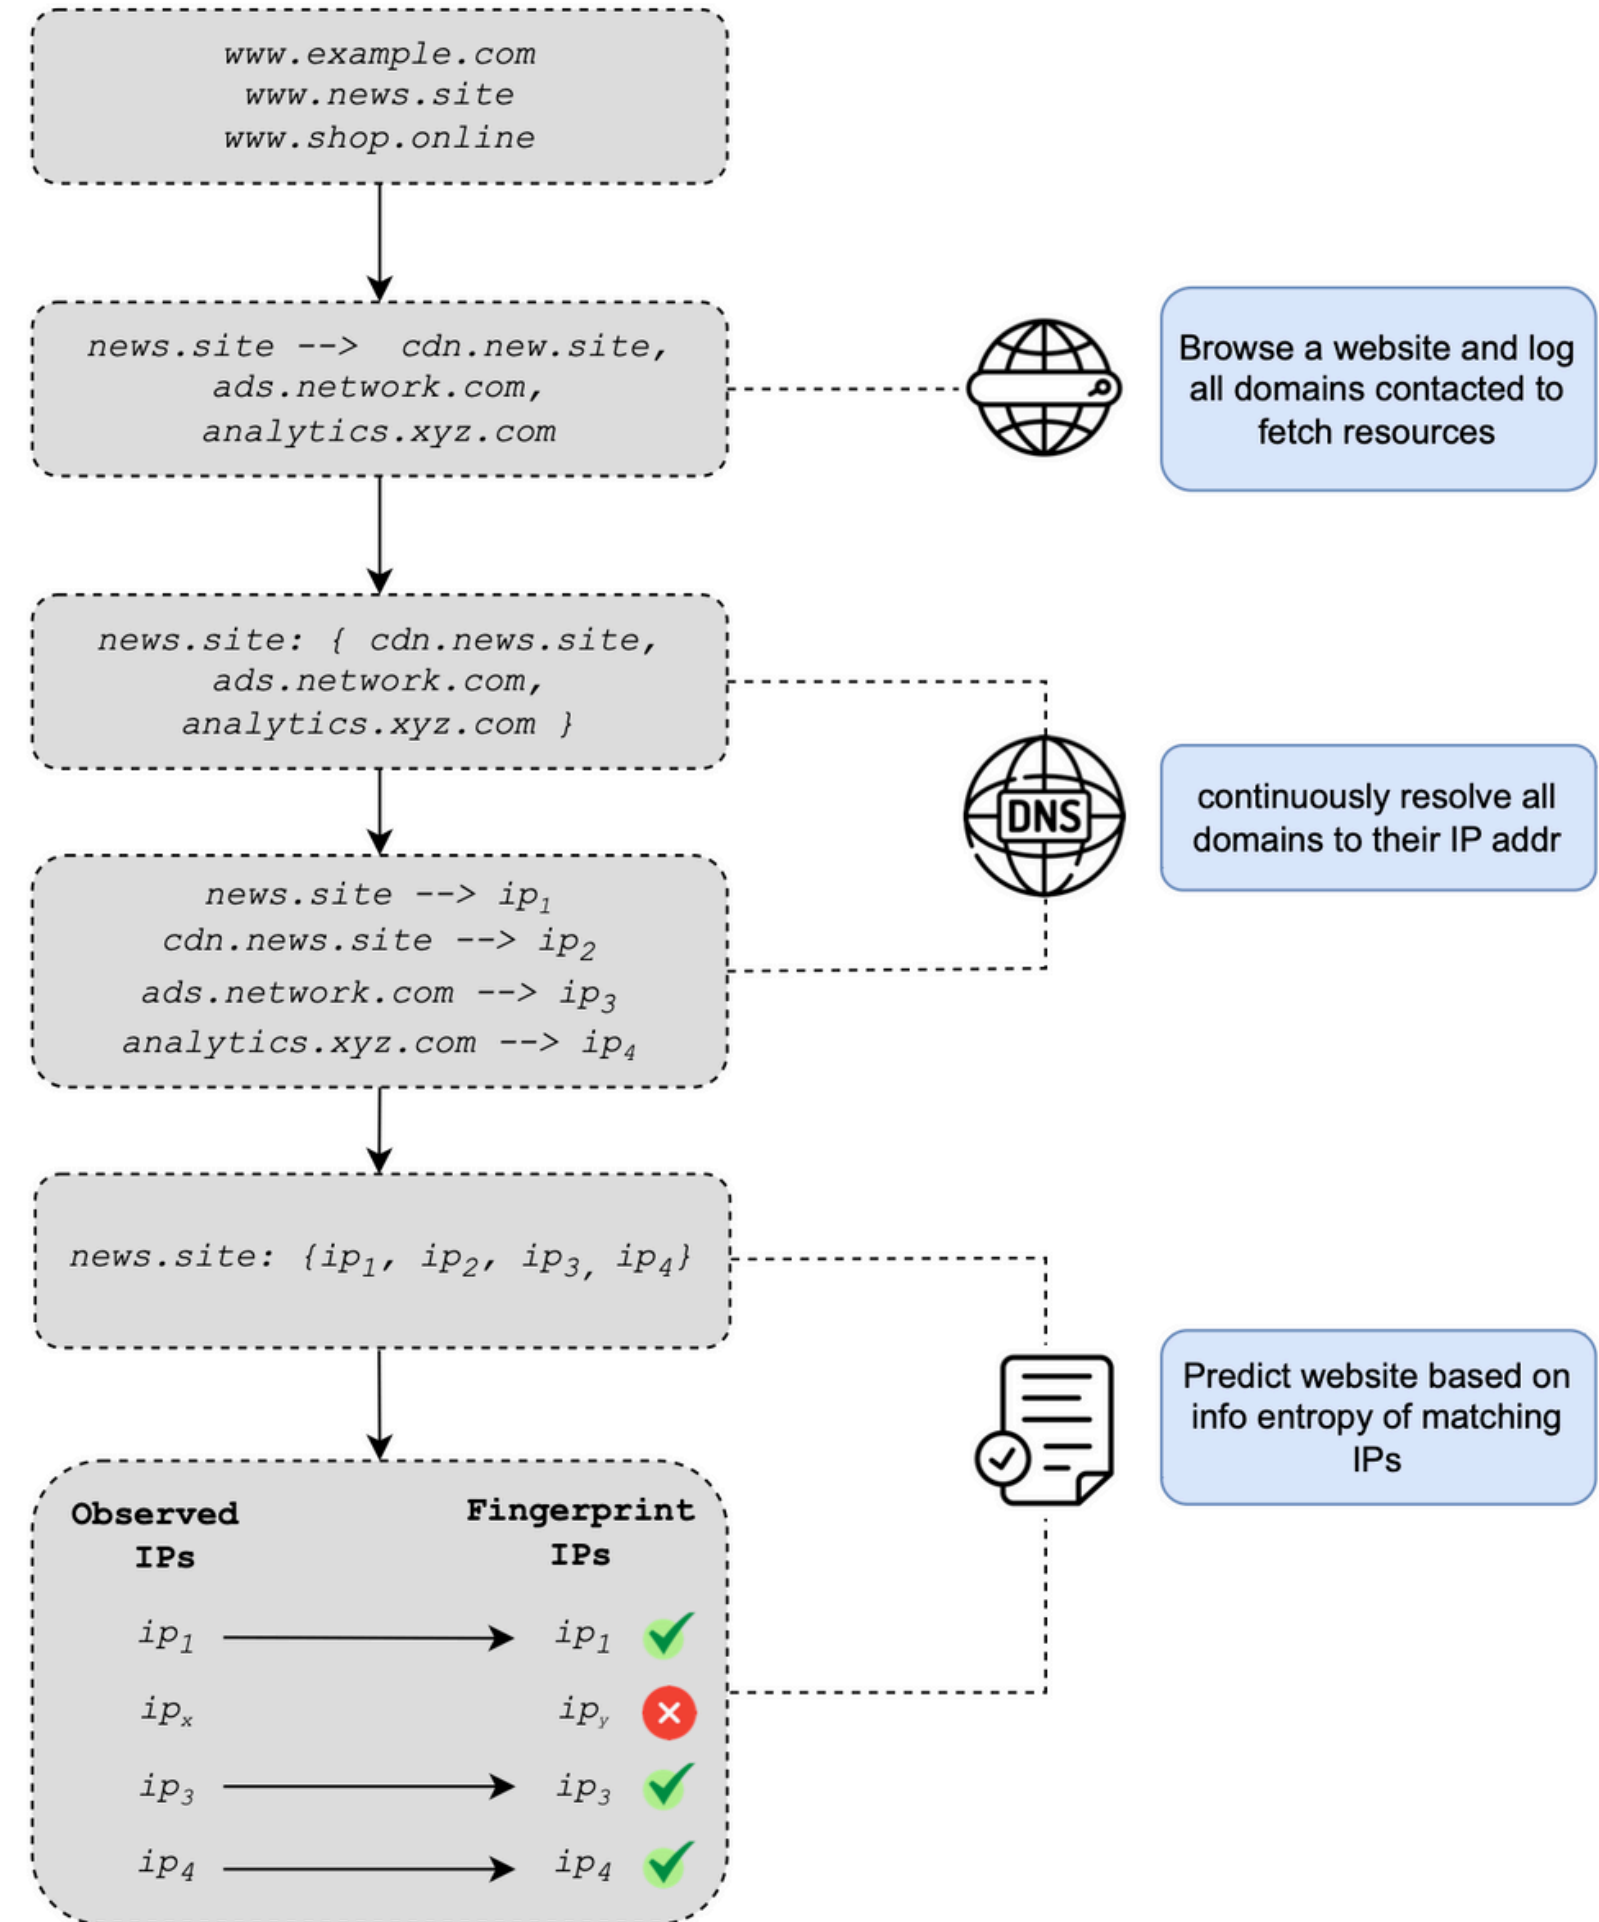 www.example.com
www.news.site
www.shop.online
news.site --> cdn.new.site,
ads.network.com,
analytics.xyz.com
Browse a website and log
all domains contacted to
fetch resources
news.site: { cdn.news.site,
ads.network.com,
analytics.xyz.com }
DNS
continuously resolve all
domains to their IP addr
news.site --> ip1
cdn.news.site --> ip2
ads.network.com --> ip3
analytics.xyz.com --> ip4
news.site: {ip1, ip2, ip3, ip4}
Predict website based on
info entropy of matching
IPs
Observed
IPs
Fingerprint
IPs
ip1 ip1
ipx ipy
ip3 ip3
ip4 ip4